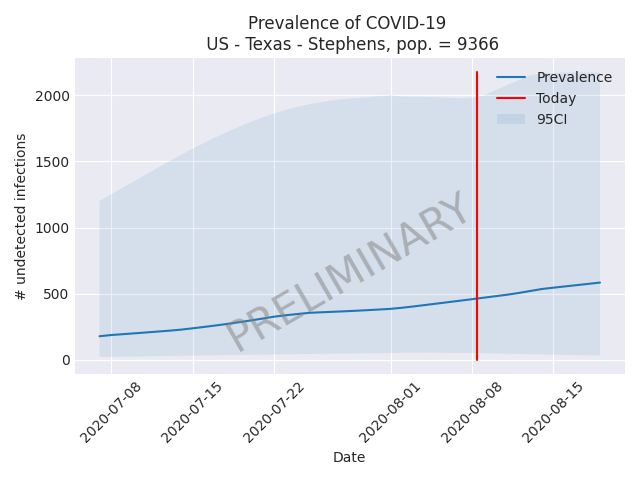 Prevalence of COVID-19
US - Texas - Stephens, pop. = 9366
Prevalence
Today
95CI
# undetected infections
2000
1500
1000
500
0
PRELIMINARY
2020-07-08
2020-07-15
2020-07-22
2020-08-01
2020-08-08
2020-08-15
Date